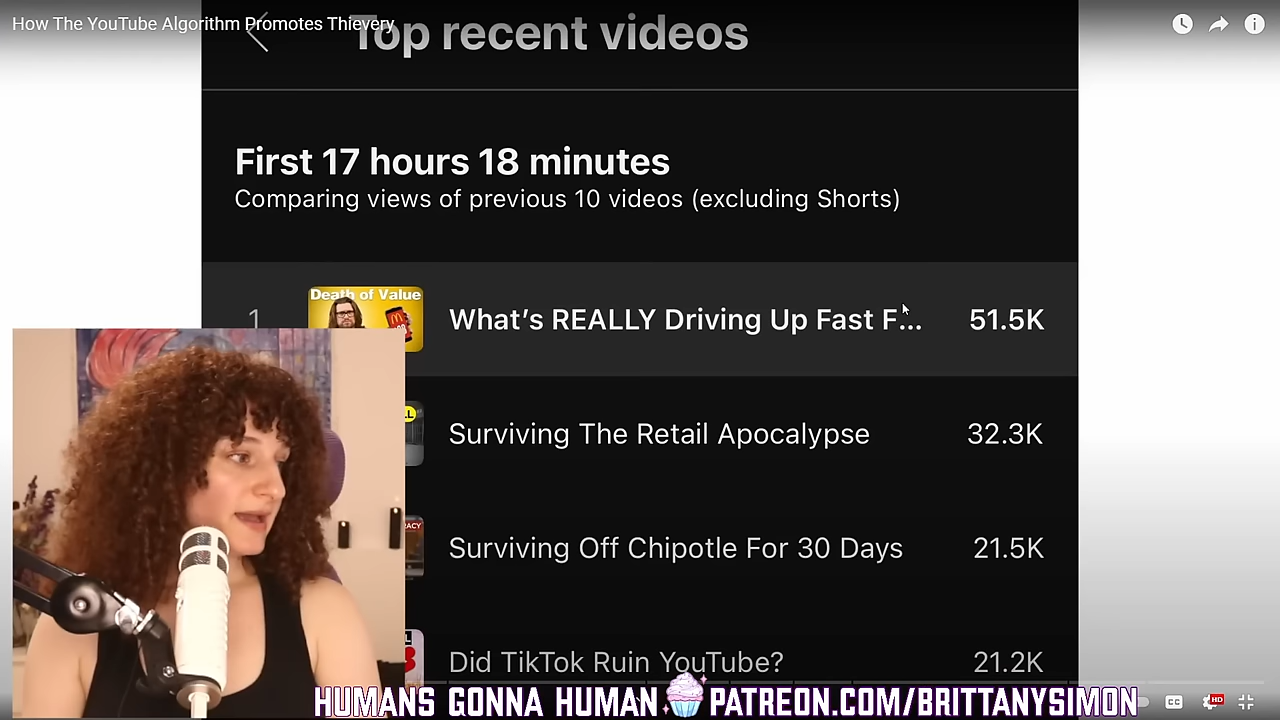 How The YouTube Algorithm Promotes Thievery
Top recent videos
First 17 hours 18 minutes
Comparing views of previous 10 videos (excluding Shorts)
1 Death of Value What's REALLY Driving Up Fast F... 51.5K
Surviving The Retail Apocalypse 32.3K
Surviving Off Chipotle For 30 Days 21.5K
Did TikTok Ruin YouTube? 21.2K
HUMANS GONNA HUMAN PATREON.COM/BRITTANYSIMON
CC HD